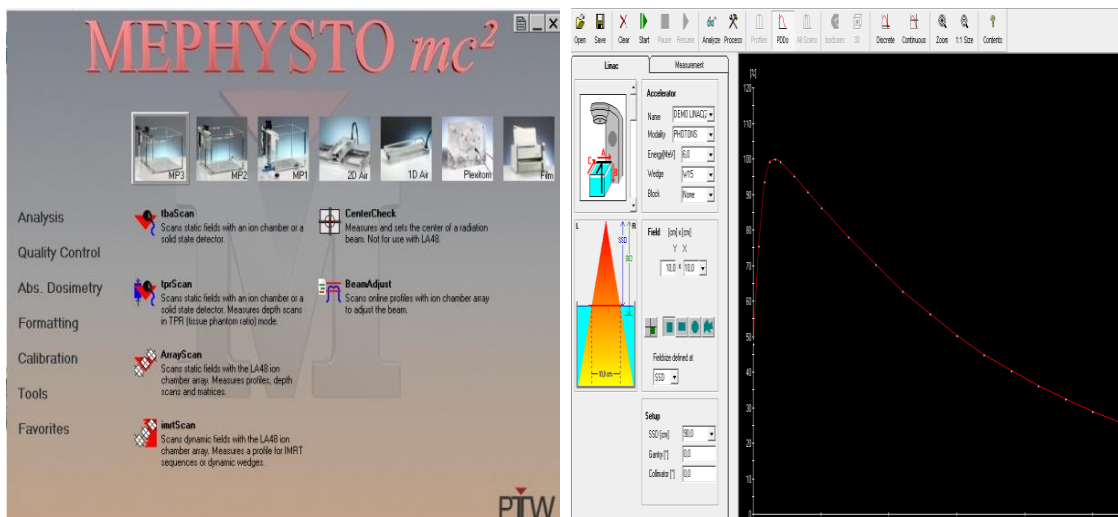 MEPHYSTO mc²
MP3
MP2
MP1
2D Air
1D Air
Plexitom
Film
Analysis
Quality Control
Abs. Dosimetry
Formatting
Calibration
Tools
Favorites
tbaScan
Scans static fields with an ion chamber or a
solid state detector.
tprScan
Scans static fields with an ion chamber or a
solid state detector. Measures depth scans
in TPR (tissue phantom ratio) mode.
ArrayScan
Scans static fields with the LA48 ion
chamber array. Measures profiles, depth
scans and matrices.
imrtScan
Scans dynamic fields with the LA48 ion
chamber array. Measures a profile for IMRT
sequences or dynamic wedges.
CenterCheck
Measures and sets the center of a radiation
beam. Not for use with LA48.
BeamAdjust
Scans online profiles with ion chamber array
to adjust the beam.
PTW
Open
Save
Clear
Start
Pause
Resume
Analyze
Process
Profiles
PDDs
All Scans
Isodoses
3D
Discrete
Continuous
Zoom
1:1 Size
Contents
Linac
Measurement
Accelerator
Name
Modality PHOTONS
Energy[MeV] 6,0
Wedge W15
Block None
L
R
SSD
SID
10,0 cm
Field [cm] x [cm]
Y X
10,0 x 10,0
Fieldsize defined at
SSD
Setup
SSD [cm] 90,0
Gantry [°] 0,0
Collimator [°] 0,0
[%]
120
110
100
90
80
70
60
50
40
30
20
10
0